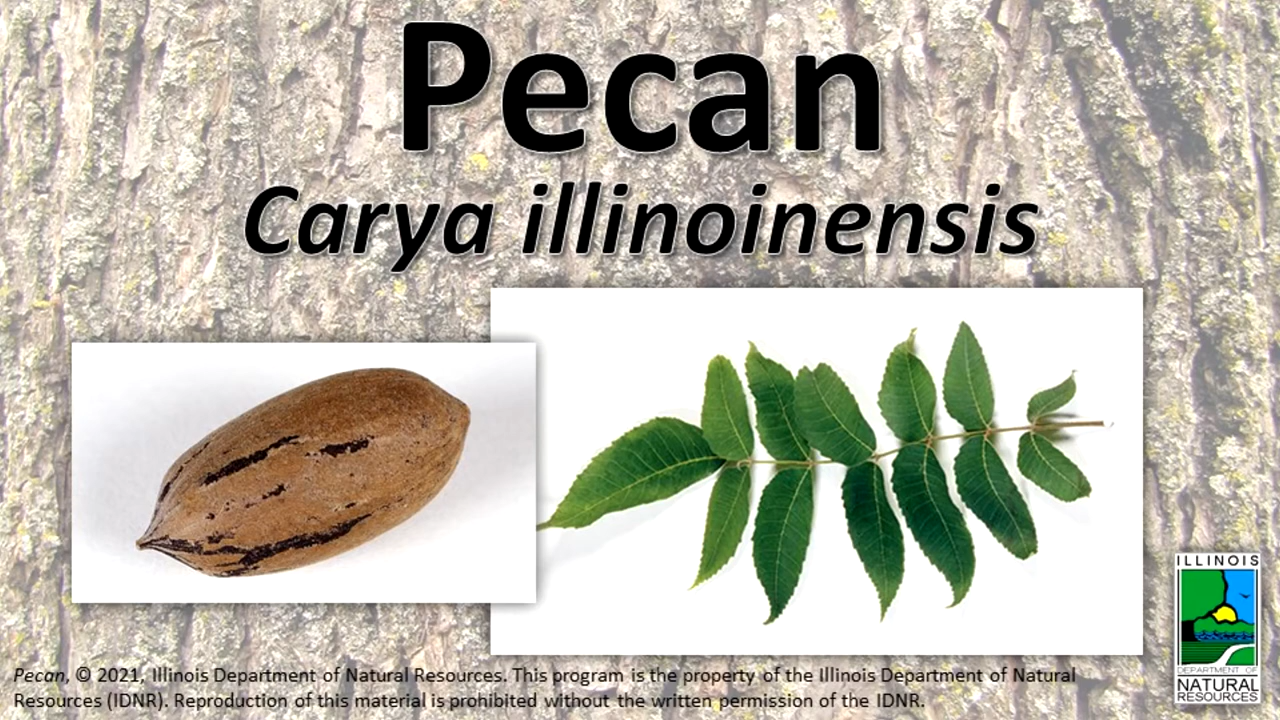 Pecan
Carya illinoinensis
ILLINOIS
DEPARTMENT OF
NATURAL
RESOURCES
Pecan, © 2021, Illinois Department of Natural Resources. This program is the property of the Illinois Department of Natural
Resources (IDNR). Reproduction of this material is prohibited without the written permission of the IDNR.